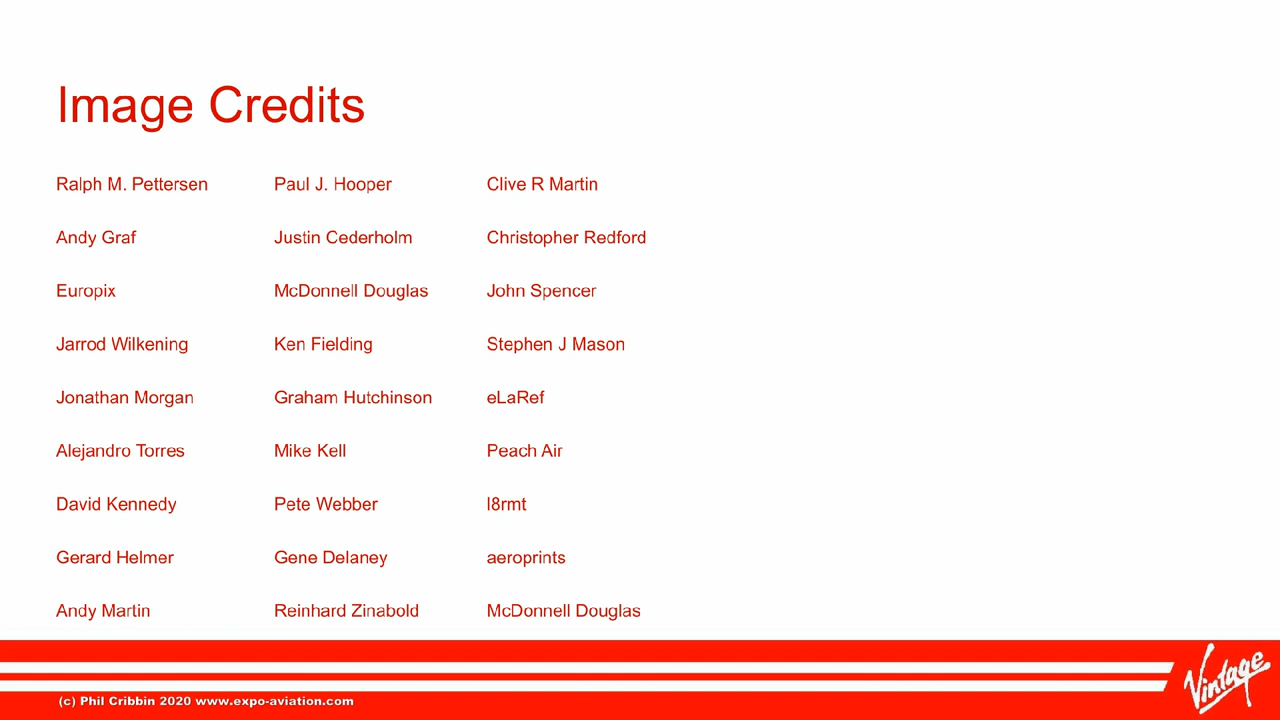 Image Credits
Ralph M. Pettersen
Andy Graf
Europix
Jarrod Wilkening
Jonathan Morgan
Alejandro Torres
David Kennedy
Gerard Helmer
Andy Martin
Paul J. Hooper
Justin Cederholm
McDonnell Douglas
Ken Fielding
Graham Hutchinson
Mike Kell
Pete Webber
Gene Delaney
Reinhard Zinabold
Clive R Martin
Christopher Redford
John Spencer
Stephen J Mason
eLaRef
Peach Air
l8rmt
aeroprints
McDonnell Douglas
(c) Phil Cribbin 2020 www.expo-aviation.com
Vintage